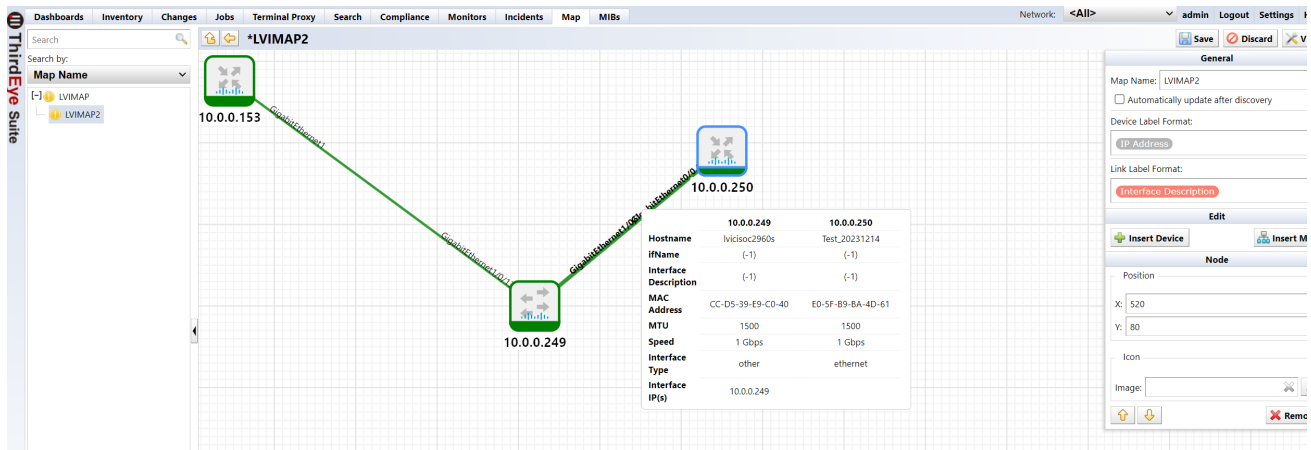 Dashboards Inventory Changes Jobs Terminal Proxy Search Compliance Monitors Incidents Map MIBs
Network: <All> admin Logout Settings
ThirdEye Suite
Search
Search by:
Map Name
[-] LVIMAP
LVIMAP2
*LVIMAP2
Save Discard
10.0.0.153
GigabitEthernet1
GigabitEthernet1/0/1
10.0.0.249
10.0.0.250
10.0.0.249 10.0.0.250
Hostname lvicisoc2960s Test_20231214
ifName (-1) (-1)
Interface Description (-1) (-1)
MAC Address CC-D5-39-E9-C0-40 E0-5F-B9-BA-4D-61
MTU 1500 1500
Speed 1 Gbps 1 Gbps
Interface Type other ethernet
Interface IP(s) 10.0.0.249
General
Map Name: LVIMAP2
Automatically update after discovery
Device Label Format:
IP Address
Link Label Format:
Interface Description
Edit
Insert Device Insert
Node
Position
X: 520
Y: 80
Icon
Image: